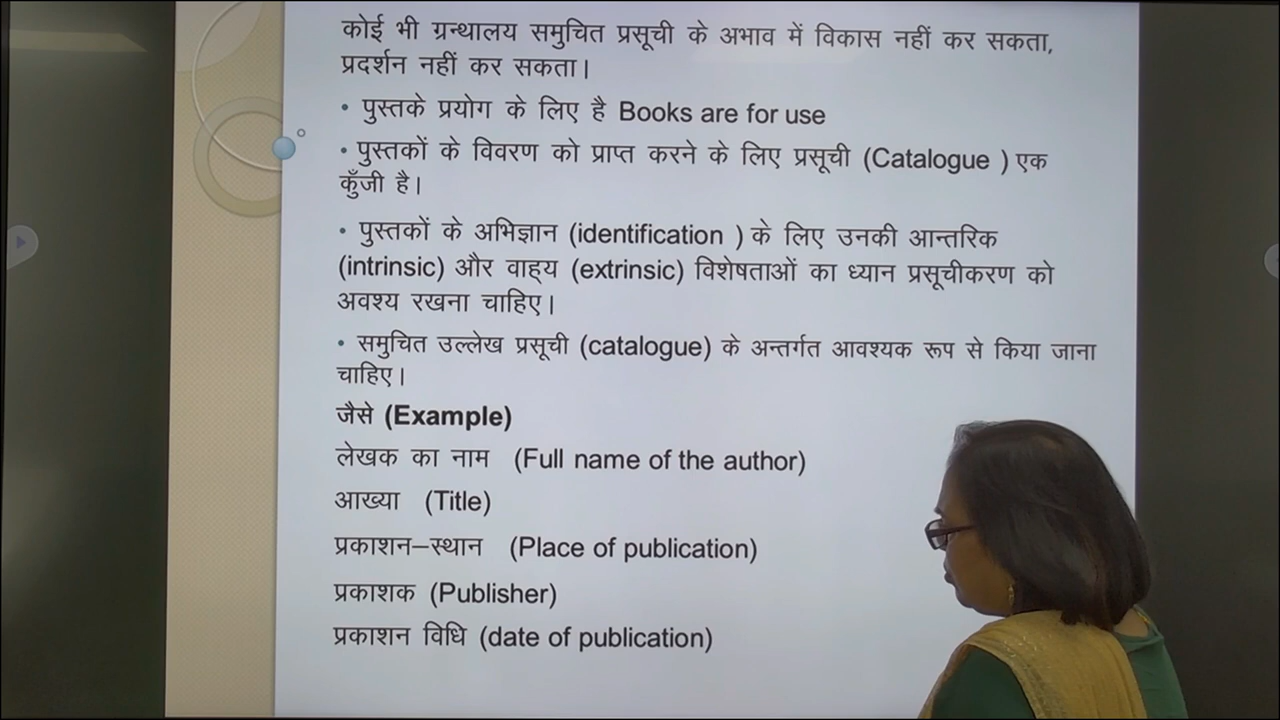 कोई भी ग्रन्थालय समुचित प्रसूची के अभाव में विकास नहीं कर सकता,
प्रदर्शन नहीं कर सकता।
• पुस्तके प्रयोग के लिए है Books are for use
• पुस्तकों के विवरण को प्राप्त करने के लिए प्रसूची (Catalogue ) एक
कुँजी है।
• पुस्तकों के अभिज्ञान (identification ) के लिए उनकी आन्तरिक
(intrinsic) और वाह्य (extrinsic) विशेषताओं का ध्यान प्रसूचीकरण को
अवश्य रखना चाहिए।
• समुचित उल्लेख प्रसूची (catalogue) के अन्तर्गत आवश्यक रूप से किया जाना
चाहिए।
जैसे (Example)
लेखक का नाम (Full name of the author)
आख्या (Title)
प्रकाशन–स्थान (Place of publication)
प्रकाशक (Publisher)
प्रकाशन विधि (date of publication)